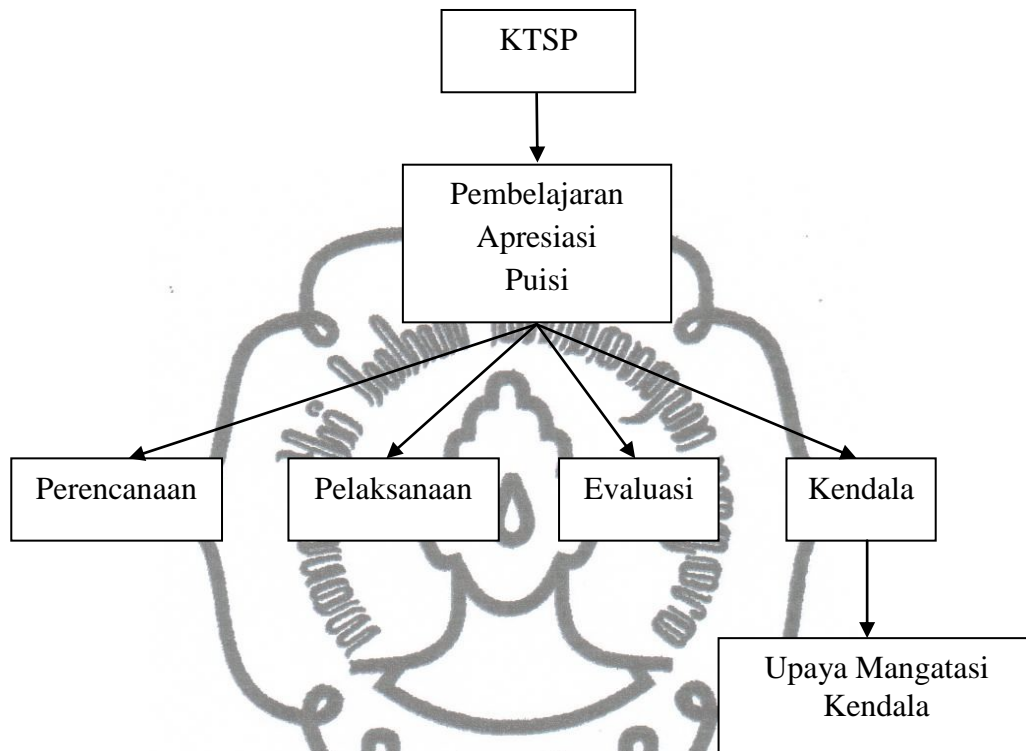 KTSP
Pembelajaran
Apresiasi
Puisi
Perencanaan
Pelaksanaan
Evaluasi
Kendala
Upaya Mangatasi
Kendala